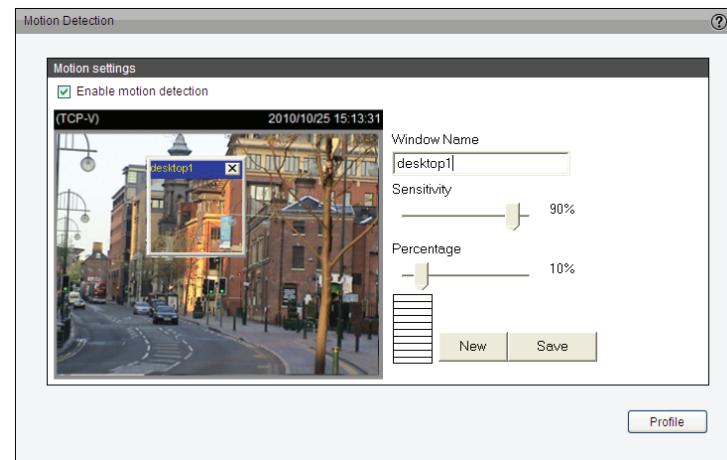 Motion Detection
?
Motion settings
Enable motion detection
(TCP-V) 2010/10/25 15:13:31
desktop1
Window Name
desktop1
Sensitivity
90%
Percentage
10%
New
Save
Profile